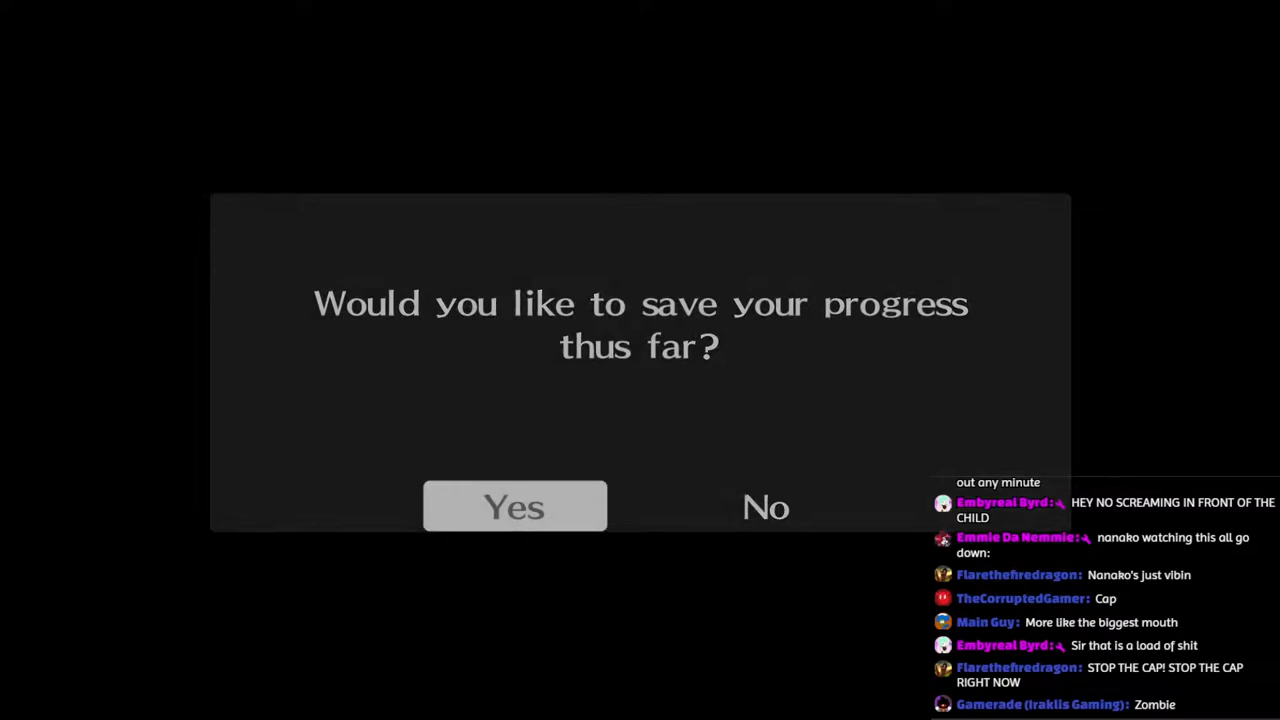 Would you like to save your progress
thus far?
Yes No
out any minute
Embyreal Byrd: HEY NO SCREAMING IN FRONT OF THE
CHILD
Emmie Da Nemmie: nanako watching this all go
down:
Flarethefiredragon: Nanako's just vibin
TheCorruptedGamer: Cap
Main Guy: More like the biggest mouth
Embyreal Byrd: Sir that is a load of shit
Flarethefiredragon: STOP THE CAP! STOP THE CAP
RIGHT NOW
Gamerade (Iraklis Gaming): Zombie